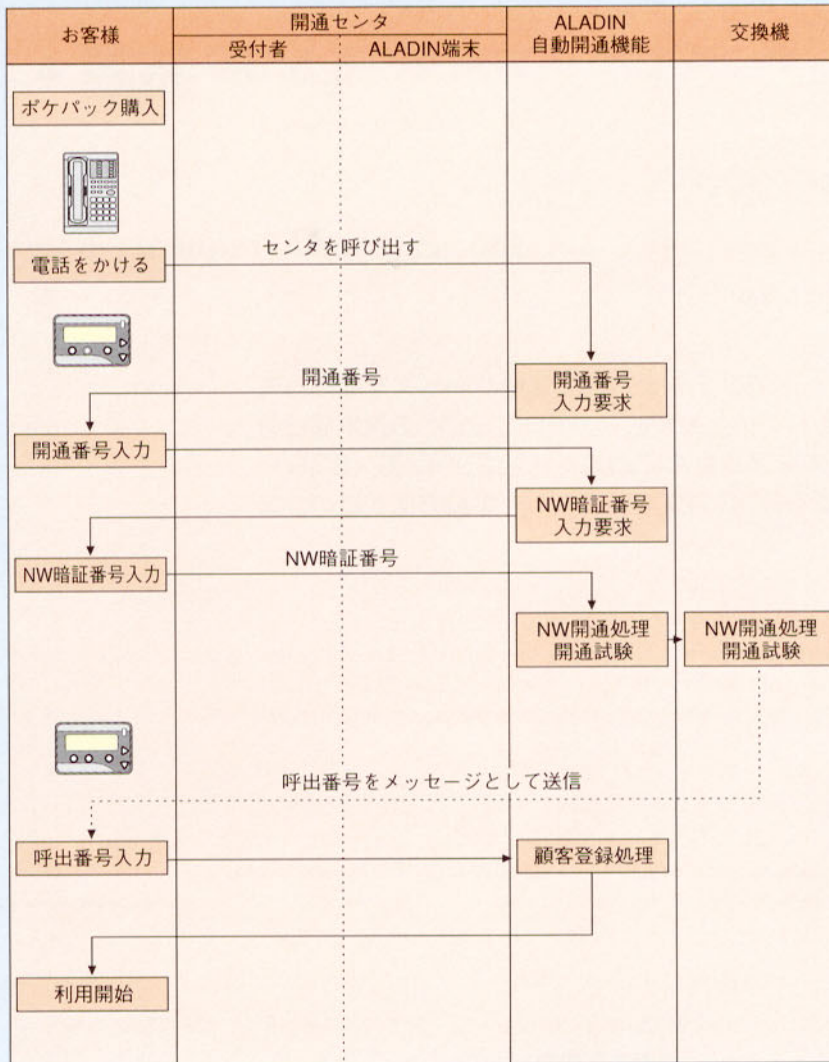 お客様
開通センタ
受付者
ALADIN端末
ALADIN
自動開通機能
交換機
ポケパック購入
電話をかける
センタを呼び出す
開通番号
開通番号
入力要求
開通番号入力
NW暗証番号
入力要求
NW暗証番号入力
NW暗証番号
NW開通処理
開通試験
NW開通処理
開通試験
呼出番号をメッセージとして送信
呼出番号入力
顧客登録処理
利用開始